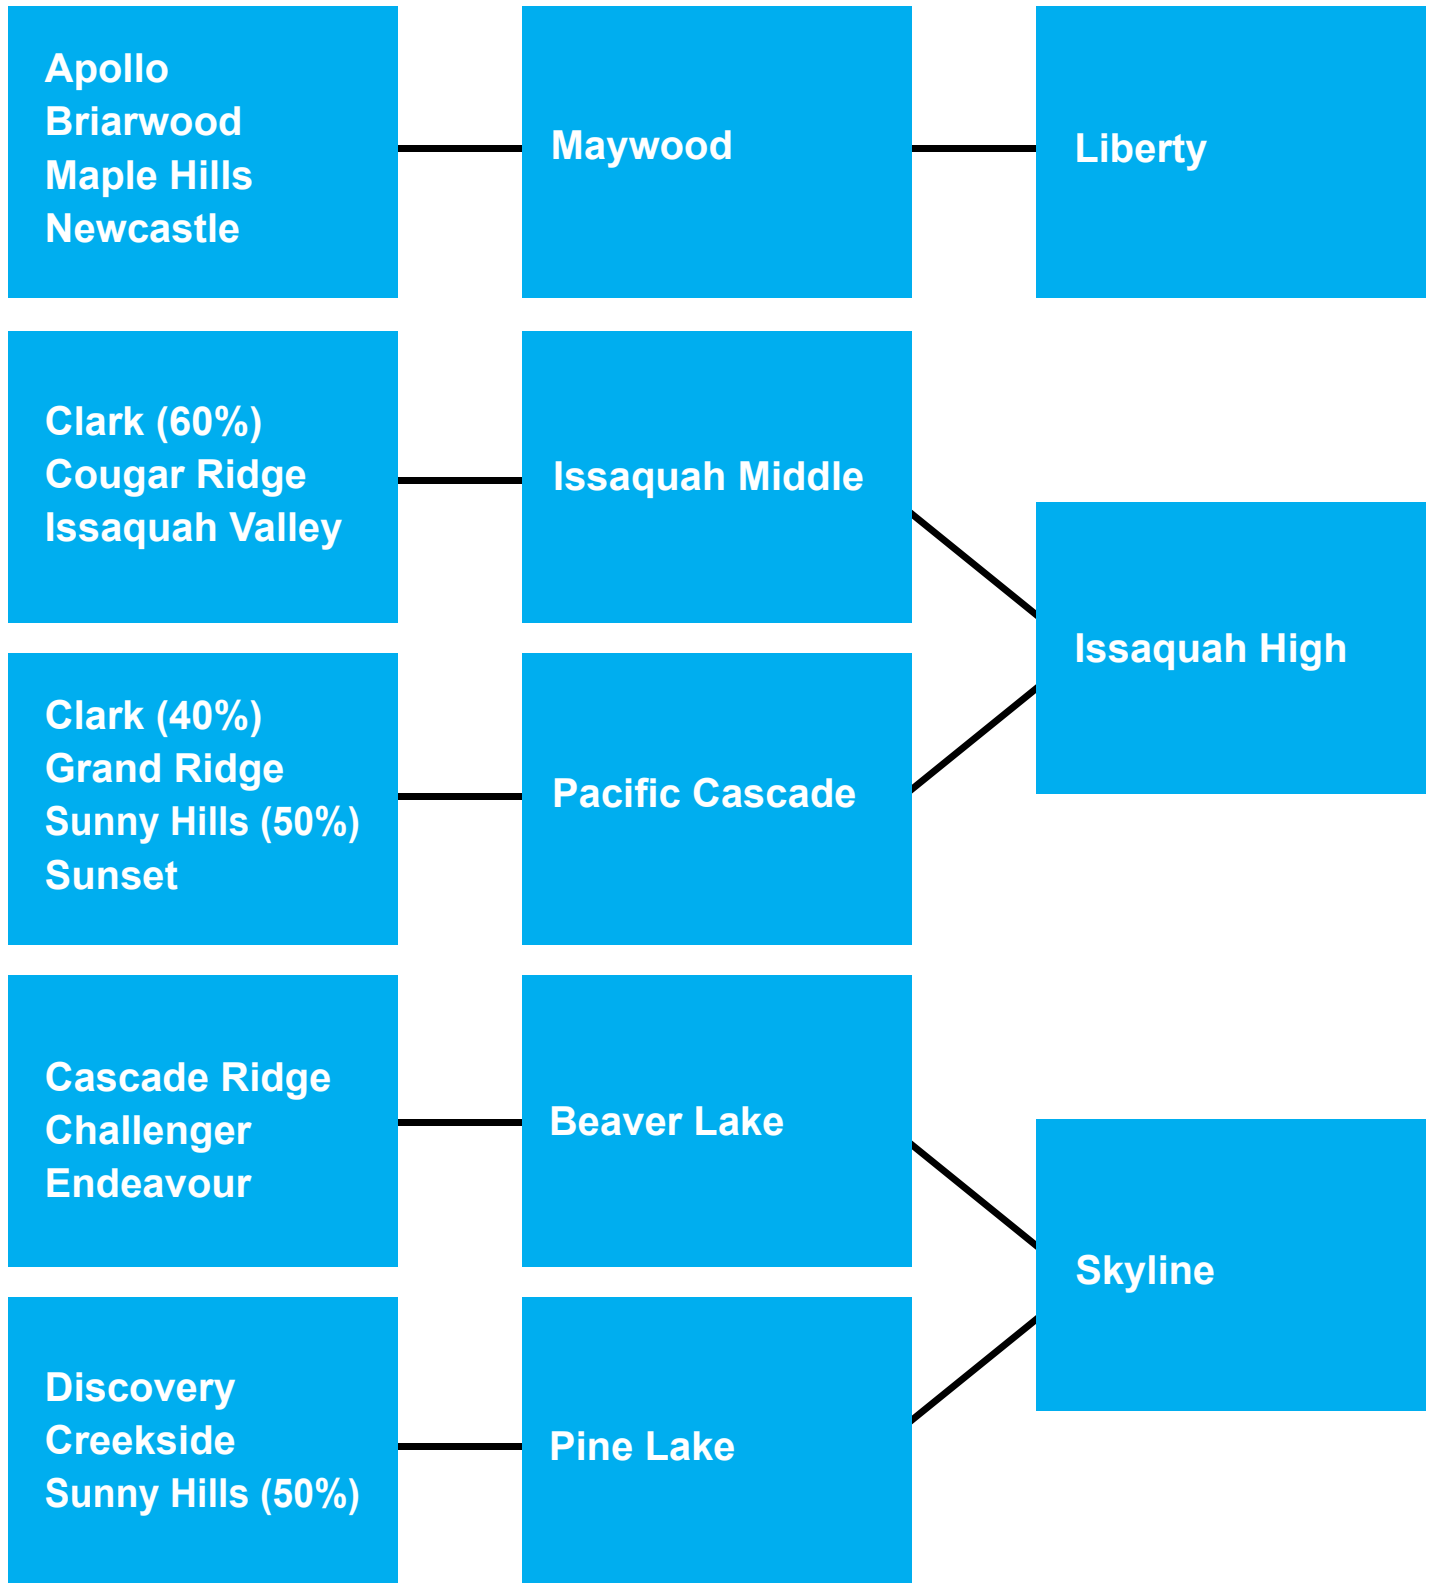 Apollo
Briarwood
Maple Hills
Newcastle
Maywood
Liberty
Clark (60%)
Cougar Ridge
Issaquah Valley
Issaquah Middle
Issaquah High
Clark (40%)
Grand Ridge
Sunny Hills (50%)
Sunset
Pacific Cascade
Cascade Ridge
Challenger
Endeavour
Beaver Lake
Skyline
Discovery
Creekside
Sunny Hills (50%)
Pine Lake